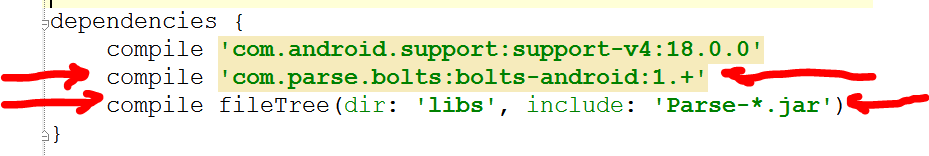 dependencies {
compile 'com.android.support:support-v4:18.0.0'
compile 'com.parse.bolts:bolts-android:1.+'
compile fileTree(dir: 'libs', include: 'Parse-*.jar')
}